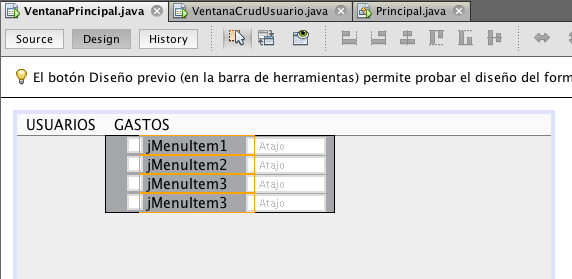 VentanaPrincipal.java VentanaCrudUsuario.java Principal.java
Source Design History
El botón Diseño previo (en la barra de herramientas) permite probar el diseño del form
USUARIOS GASTOS
jMenuItem1 Atajo
jMenuItem2 Atajo
jMenuItem3 Atajo
jMenuItem3 Atajo